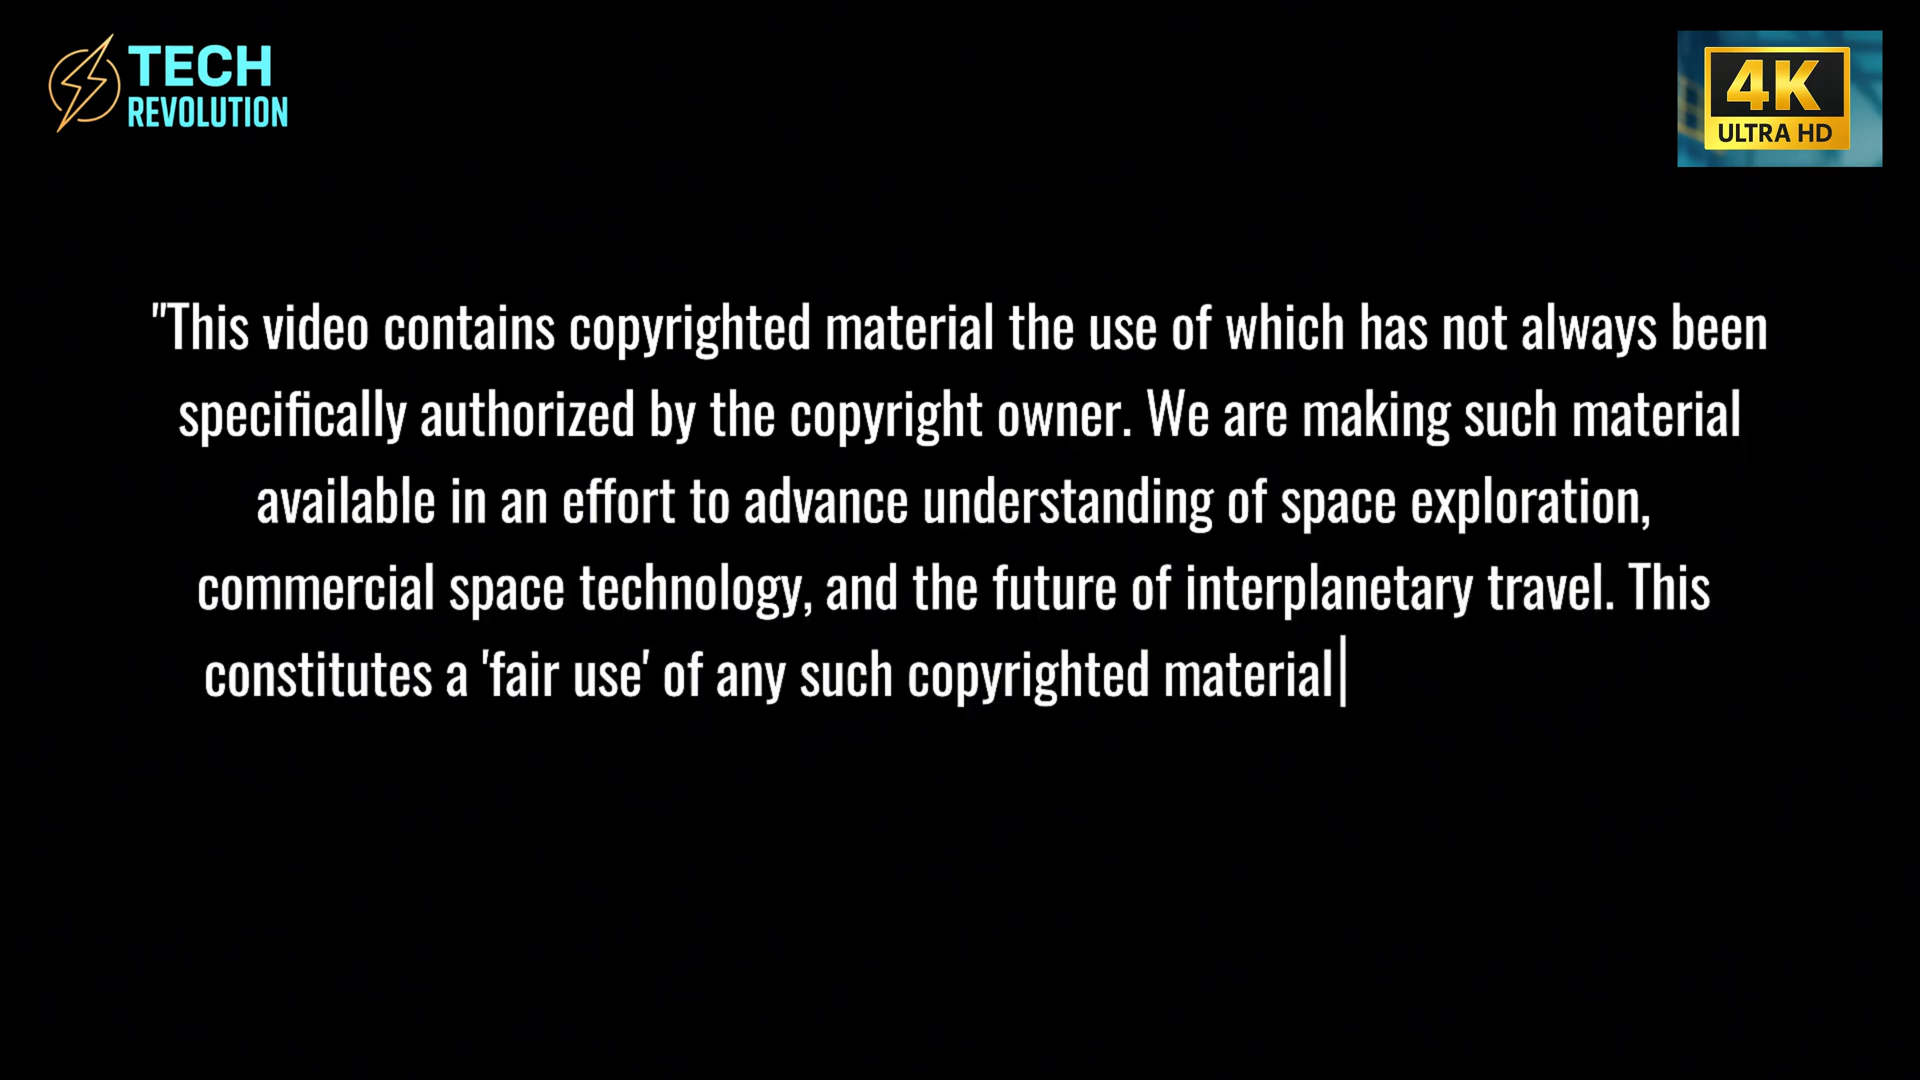 TECH
REVOLUTION
4K
ULTRA HD
"This video contains copyrighted material the use of which has not always been
specifically authorized by the copyright owner. We are making such material
available in an effort to advance understanding of space exploration,
commercial space technology, and the future of interplanetary travel. This
constitutes a 'fair use' of any such copyrighted material